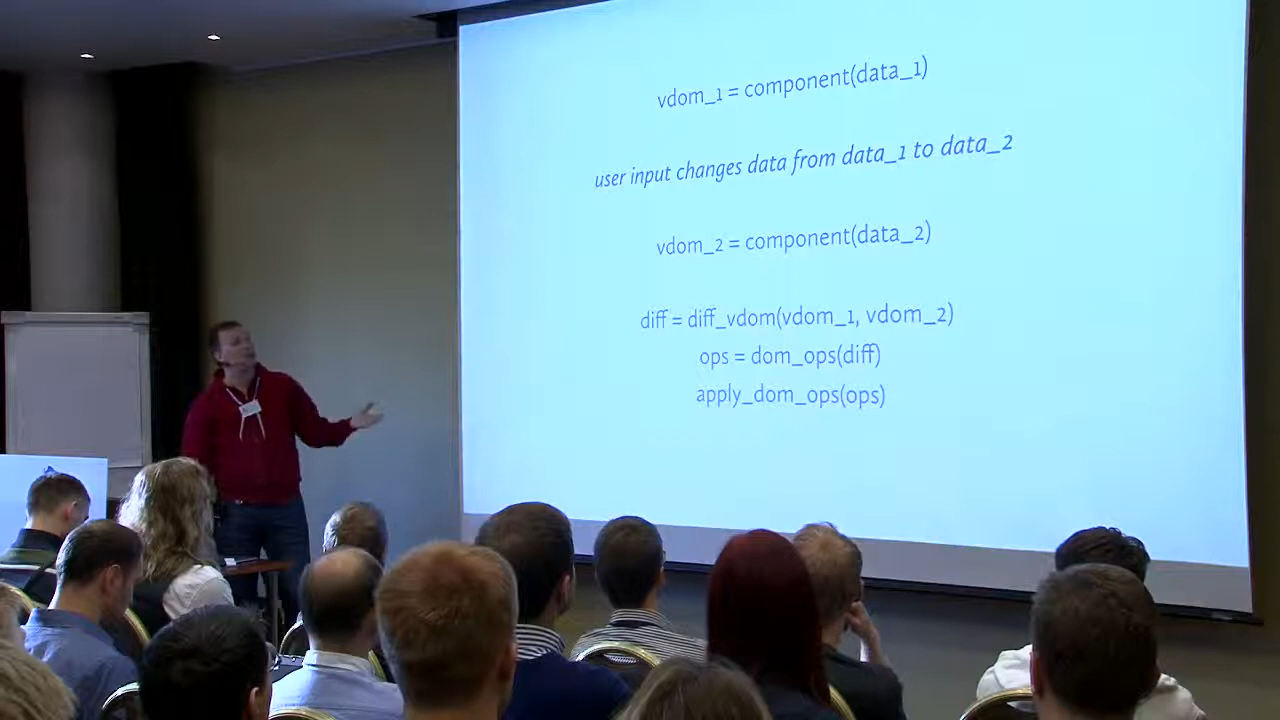 vdom_1 = component(data_1)
user input changes data from data_1 to data_2
vdom_2 = component(data_2)
diff = diff_vdom(vdom_1, vdom_2)
ops = dom_ops(diff)
apply_dom_ops(ops)